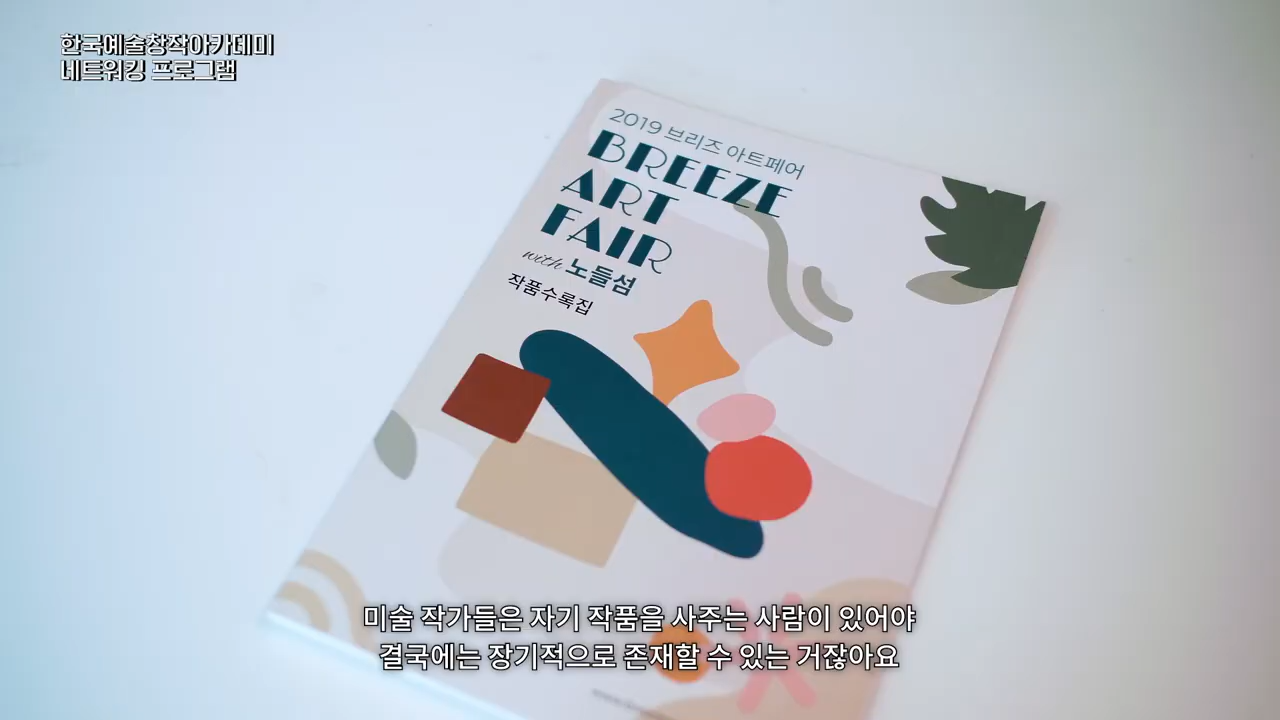 한국예술창작아카데미
네트워킹 프로그램
2019 브리즈 아트페어
BREEZE
ART
FAIR
with 노들섬
작품수록집
미술 작가들은 자기 작품을 사주는 사람이 있어야
결국에는 장기적으로 존재할 수 있는 거잖아요